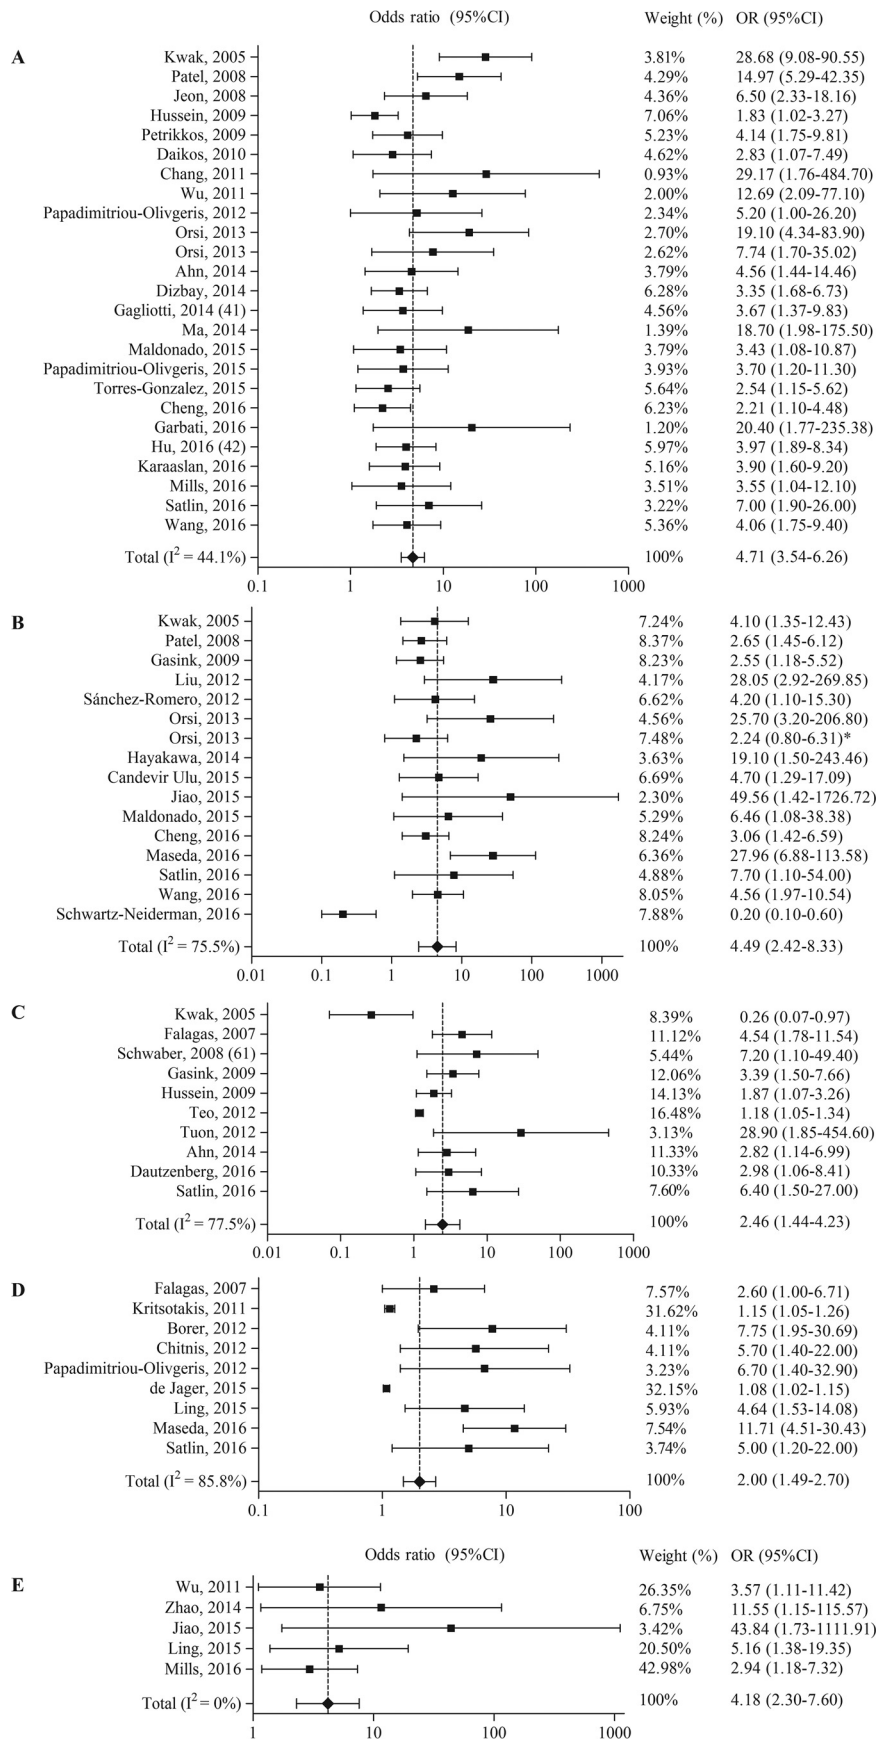 Odds ratio (95%CI) Weight (%) OR (95%CI)
A
Kwak, 2005 3.81% 28.68 (9.08-90.55)
Patel, 2008 4.29% 14.97 (5.29-42.35)
Jeon, 2008 4.36% 6.50 (2.33-18.16)
Hussein, 2009 7.06% 1.83 (1.02-3.27)
Petrikkos, 2009 5.23% 4.14 (1.75-9.81)
Daikos, 2010 4.62% 2.83 (1.07-7.49)
Chang, 2011 0.93% 29.17 (1.76-484.70)
Wu, 2011 2.00% 12.69 (2.09-77.10)
Papadimitriou-Olivgeris, 2012 2.34% 5.20 (1.00-26.20)
Orsi, 2013 2.70% 19.10 (4.34-83.90)
Orsi, 2013 2.62% 7.74 (1.70-35.02)
Ahn, 2014 3.79% 4.56 (1.44-14.46)
Dizbay, 2014 6.28% 3.35 (1.68-6.73)
Gagliotti, 2014 (41) 4.56% 3.67 (1.37-9.83)
Ma, 2014 1.39% 18.70 (1.98-175.50)
Maldonado, 2015 3.79% 3.43 (1.08-10.87)
Papadimitriou-Olivgeris, 2015 3.93% 3.70 (1.20-11.30)
Torres-Gonzalez, 2015 5.64% 2.54 (1.15-5.62)
Cheng, 2016 6.23% 2.21 (1.10-4.48)
Garbati, 2016 1.20% 20.40 (1.77-235.38)
Hu, 2016 (42) 5.97% 3.97 (1.89-8.34)
Karaaslan, 2016 5.16% 3.90 (1.60-9.20)
Mills, 2016 3.51% 3.55 (1.04-12.10)
Satlin, 2016 3.22% 7.00 (1.90-26.00)
Wang, 2016 5.36% 4.06 (1.75-9.40)
Total (I² = 44.1%) 100% 4.71 (3.54-6.26)
0.1 1 10 100 1000
B
Kwak, 2005 7.24% 4.10 (1.35-12.43)
Patel, 2008 8.37% 2.65 (1.45-6.12)
Gasink, 2009 8.23% 2.55 (1.18-5.52)
Liu, 2012 4.17% 28.05 (2.92-269.85)
Sánchez-Romero, 2012 6.62% 4.20 (1.10-15.30)
Orsi, 2013 4.56% 25.70 (3.20-206.80)
Orsi, 2013 7.48% 2.24 (0.80-6.31)*
Hayakawa, 2014 3.63% 19.10 (1.50-243.46)
Candevir Ulu, 2015 6.69% 4.70 (1.29-17.09)
Jiao, 2015 2.30% 49.56 (1.42-1726.72)
Maldonado, 2015 5.29% 6.46 (1.08-38.38)
Cheng, 2016 8.24% 3.06 (1.42-6.59)
Maseda, 2016 6.36% 27.96 (6.88-113.58)
Satlin, 2016 4.88% 7.70 (1.10-54.00)
Wang, 2016 8.05% 4.56 (1.97-10.54)
Schwartz-Neiderman, 2016 7.88% 0.20 (0.10-0.60)
Total (I² = 75.5%) 100% 4.49 (2.42-8.33)
0.01 0.1 1 10 100 1000
C
Kwak, 2005 8.39% 0.26 (0.07-0.97)
Falagas, 2007 11.12% 4.54 (1.78-11.54)
Schwaber, 2008 (61) 5.44% 7.20 (1.10-49.40)
Gasink, 2009 12.06% 3.39 (1.50-7.66)
Hussein, 2009 14.13% 1.87 (1.07-3.26)
Teo, 2012 16.48% 1.18 (1.05-1.34)
Tuon, 2012 3.13% 28.90 (1.85-454.60)
Ahn, 2014 11.33% 2.82 (1.14-6.99)
Dautzenberg, 2016 10.33% 2.98 (1.06-8.41)
Satlin, 2016 7.60% 6.40 (1.50-27.00)
Total (I² = 77.5%) 100% 2.46 (1.44-4.23)
0.01 0.1 1 10 100 1000
D
Falagas, 2007 7.57% 2.60 (1.00-6.71)
Kritsotakis, 2011 31.62% 1.15 (1.05-1.26)
Borer, 2012 4.11% 7.75 (1.95-30.69)
Chitnis, 2012 4.11% 5.70 (1.40-22.00)
Papadimitriou-Olivgeris, 2012 3.23% 6.70 (1.40-32.90)
de Jager, 2015 32.15% 1.08 (1.02-1.15)
Ling, 2015 5.93% 4.64 (1.53-14.08)
Maseda, 2016 7.54% 11.71 (4.51-30.43)
Satlin, 2016 3.74% 5.00 (1.20-22.00)
Total (I² = 85.8%) 100% 2.00 (1.49-2.70)
0.1 1 10 100
Odds ratio (95%CI) Weight (%) OR (95%CI)
E
Wu, 2011 26.35% 3.57 (1.11-11.42)
Zhao, 2014 6.75% 11.55 (1.15-115.57)
Jiao, 2015 3.42% 43.84 (1.73-1111.91)
Ling, 2015 20.50% 5.16 (1.38-19.35)
Mills, 2016 42.98% 2.94 (1.18-7.32)
Total (I² = 0%) 100% 4.18 (2.30-7.60)
1 10 100 1000